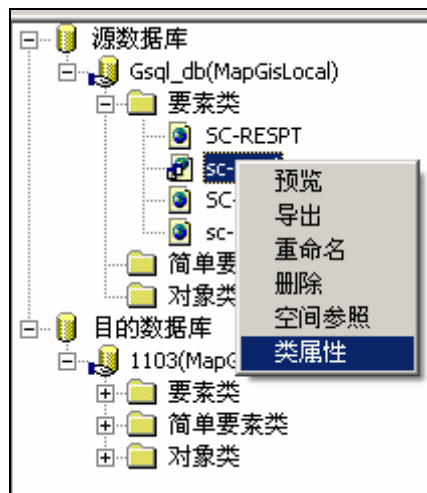 源数据库
Gsql_db(MapGisLocal)
要素类
SC-RESPT
sc-
SC-
sc-
简单要
对象类
预览
导出
重命名
删除
空间参照
类属性
目的数据库
1103(MapG
要素类
简单要素类
对象类